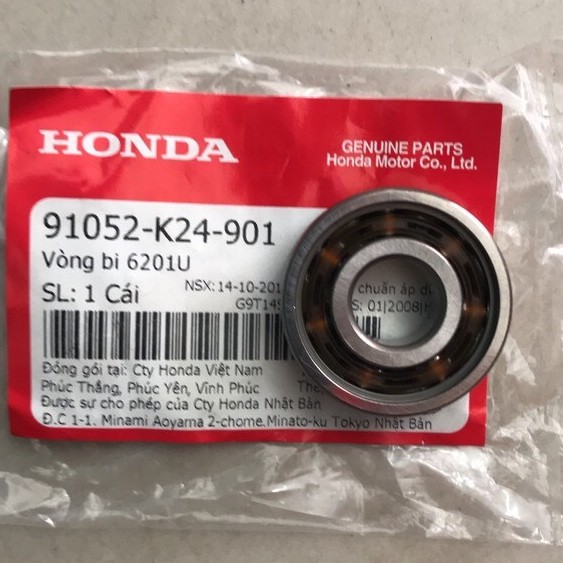 HONDA
GENUINE PARTS
Honda Motor Co., Ltd.
91052-K24-901
Vòng bi 6201U
SL: 1 Cái
NSX: 14-10-201
chuẩn áp d
G9T149
S: 01|2008|H
Đóng gói tại: Cty Honda Việt Nam
Phúc Thắng, Phúc Yên, Vĩnh Phúc
Được sự cho phép của Cty Honda Nhật Bản
Đ.C 1-1. Minami Aoyama 2-chome.Minato-ku Tokyo Nhật Bản